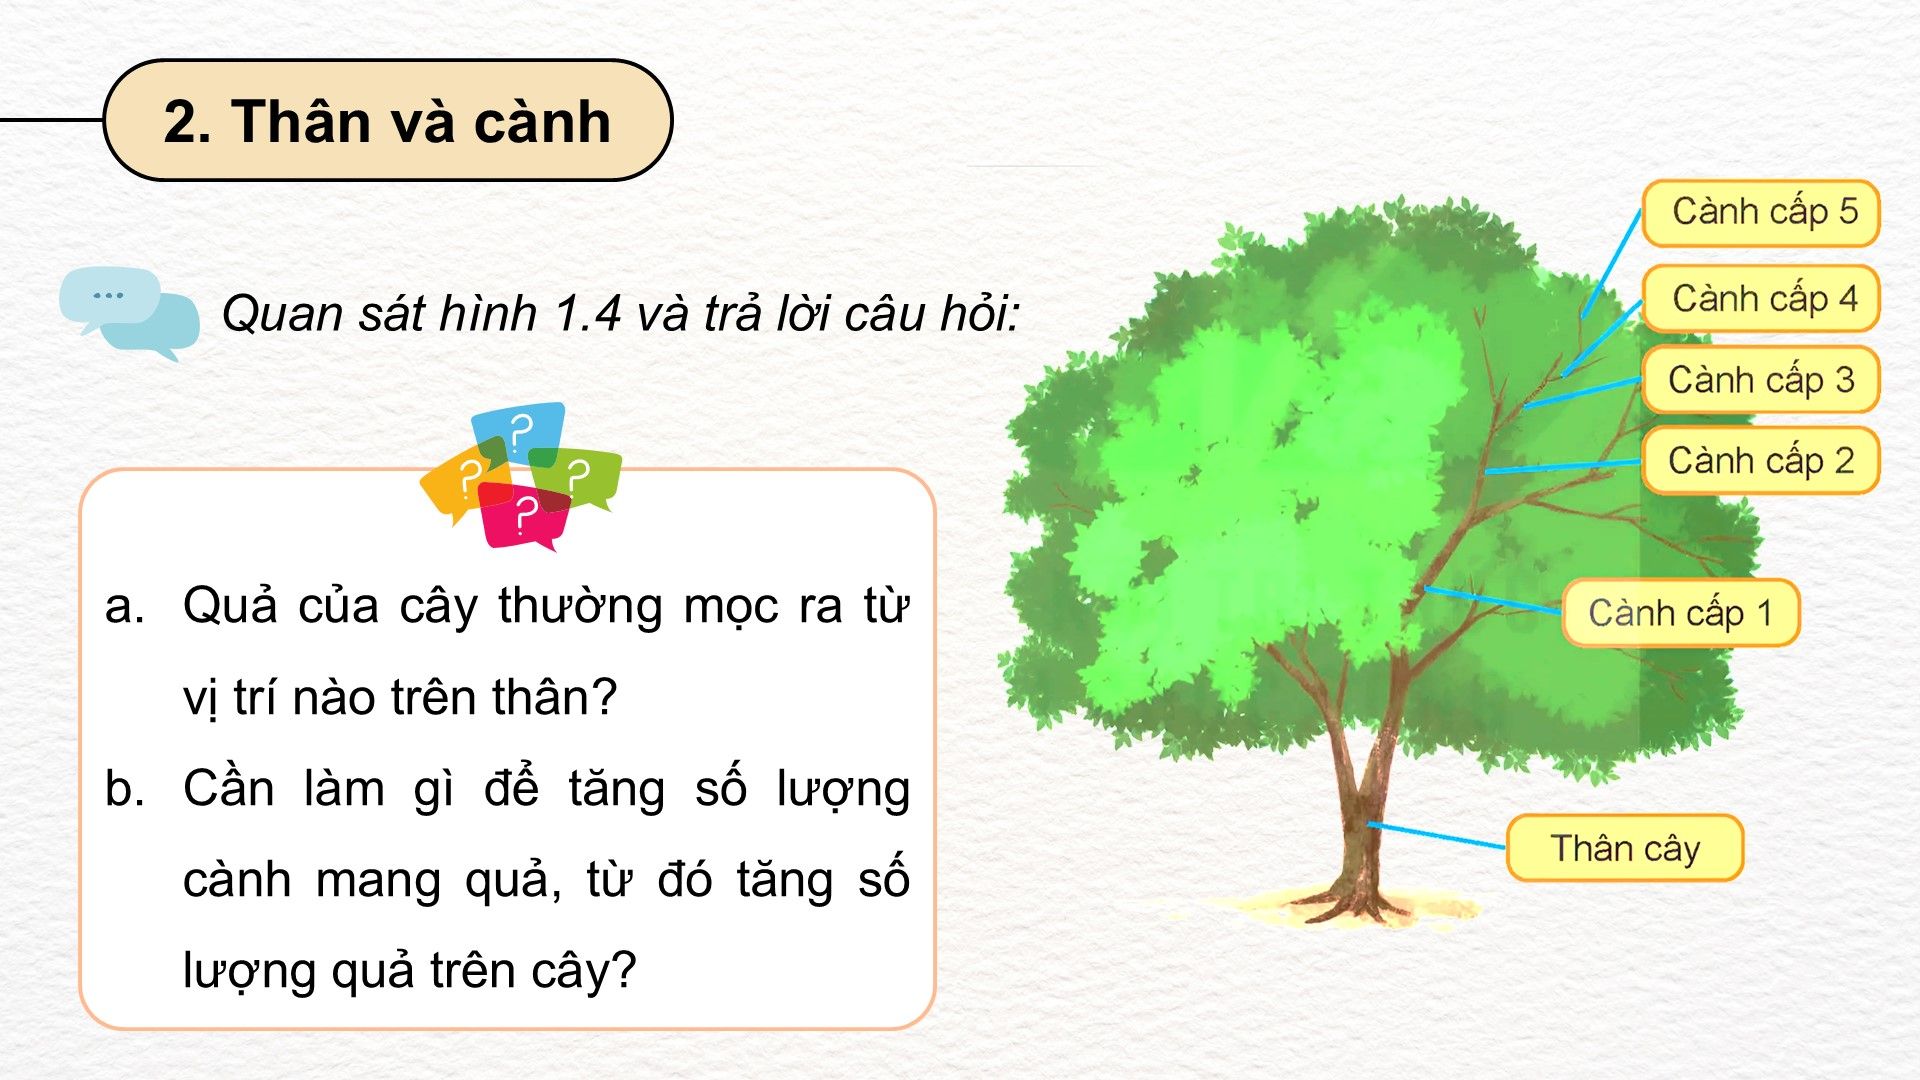 2. Thân và cành
Quan sát hình 1.4 và trả lời câu hỏi:
?
?
?
?
a. Quả của cây thường mọc ra từ
vị trí nào trên thân?
b. Cần làm gì để tăng số lượng
cành mang quả, từ đó tăng số
lượng quả trên cây?
Cành cấp 5
Cành cấp 4
Cành cấp 3
Cành cấp 2
Cành cấp 1
Thân cây